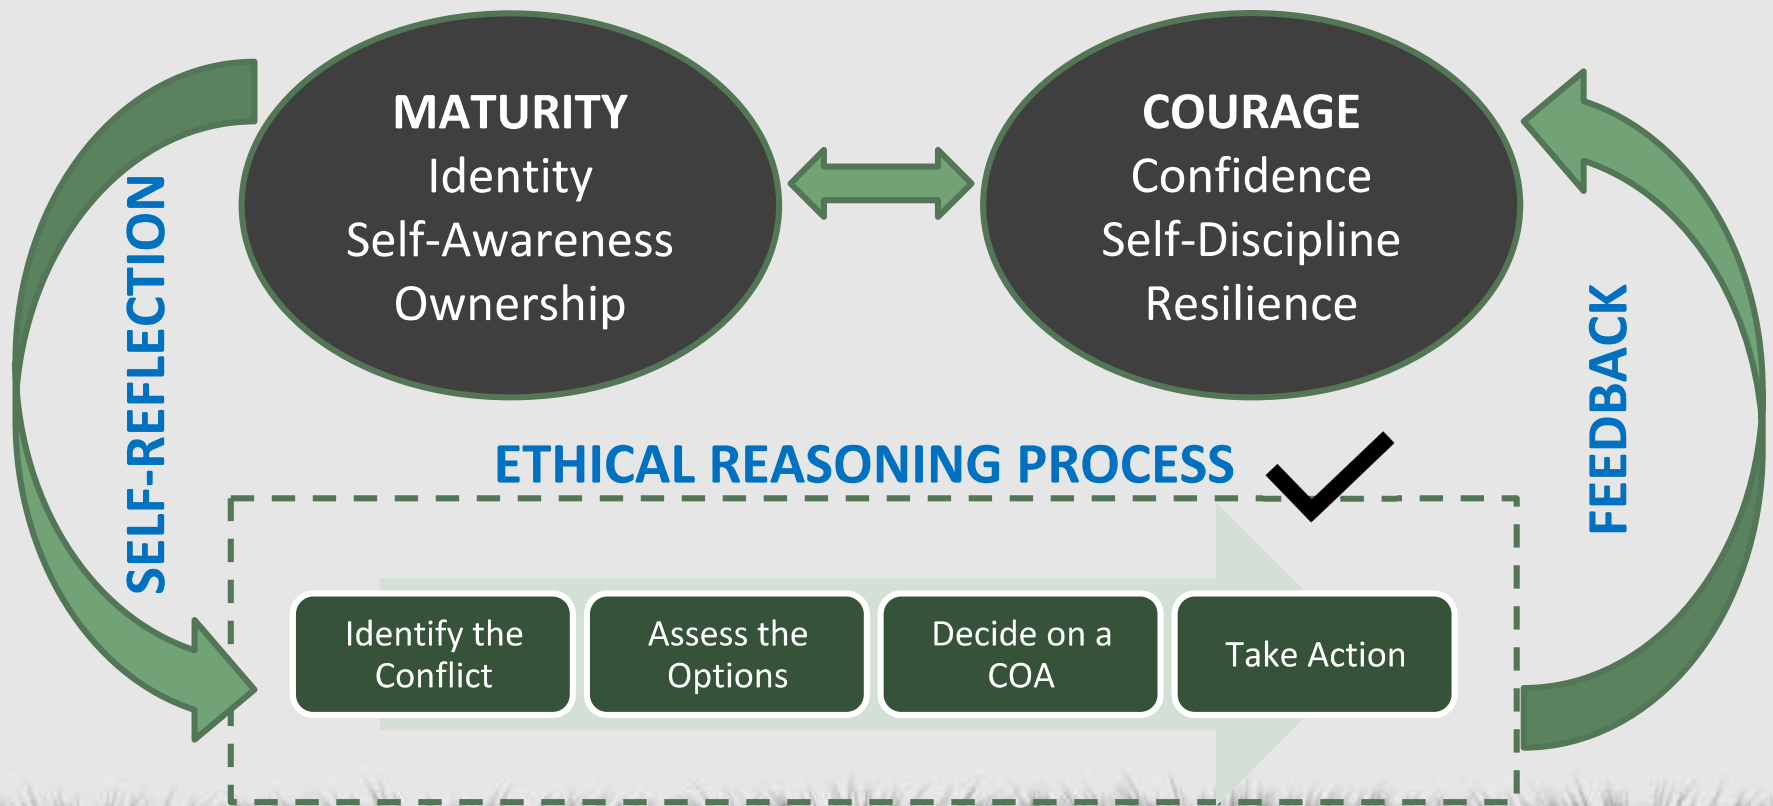 MATURITY
Identity
Self-Awareness
Ownership
COURAGE
Confidence
Self-Discipline
Resilience
SELF-REFLECTION
FEEDBACK
ETHICAL REASONING PROCESS
Identify the
Conflict
Assess the
Options
Decide on a
COA
Take Action